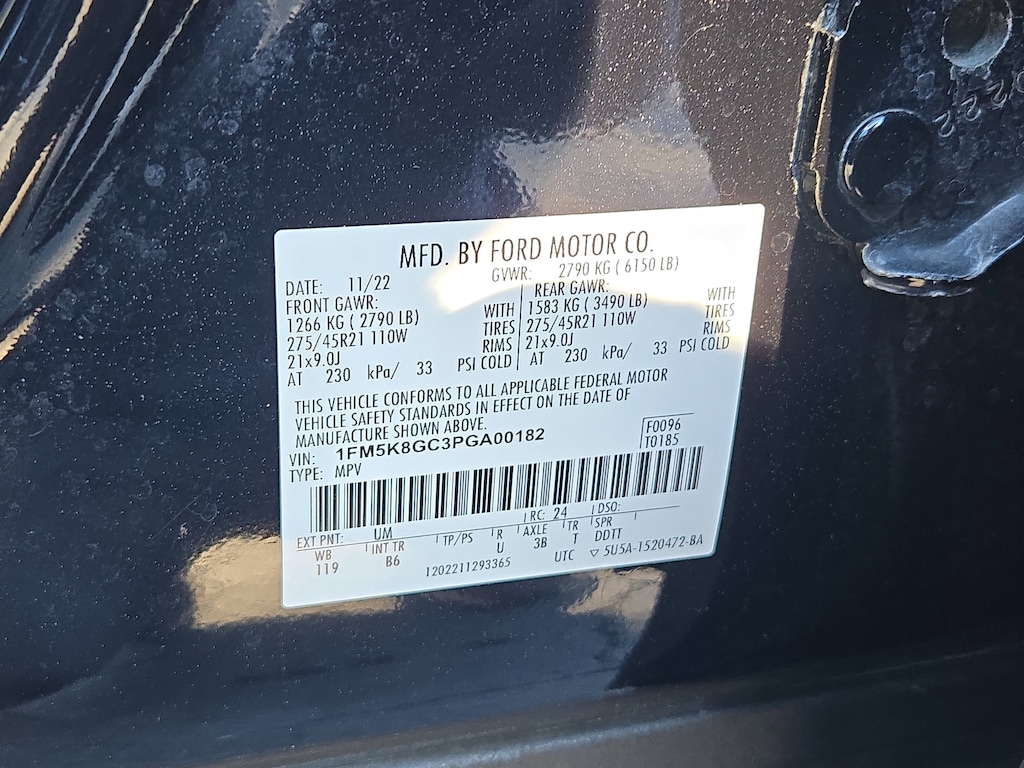 MFD. BY FORD MOTOR CO.
DATE: 11/22 GVWR: 2790 KG ( 6150 LB)
FRONT GAWR: REAR GAWR:
1266 KG ( 2790 LB) WITH 1583 KG ( 3490 LB) WITH
275/45R21 110W TIRES 275/45R21 110W TIRES
21x9.0J RIMS 21x9.0J RIMS
AT 230 kPa/ 33 PSI COLD AT 230 kPa/ 33 PSI COLD
THIS VEHICLE CONFORMS TO ALL APPLICABLE FEDERAL MOTOR
VEHICLE SAFETY STANDARDS IN EFFECT ON THE DATE OF
MANUFACTURE SHOWN ABOVE.
VIN: 1FM5K8GC3PGA00182 F0096
TYPE: MPV T0185
EXT PNT: UM RC: 24 DSO:
WB INT TR TP/PS R AXLE TR SPR
119 B6 U 3B T DDTT
1202211293365 UTC ▽ 5U5A-1520472-BA